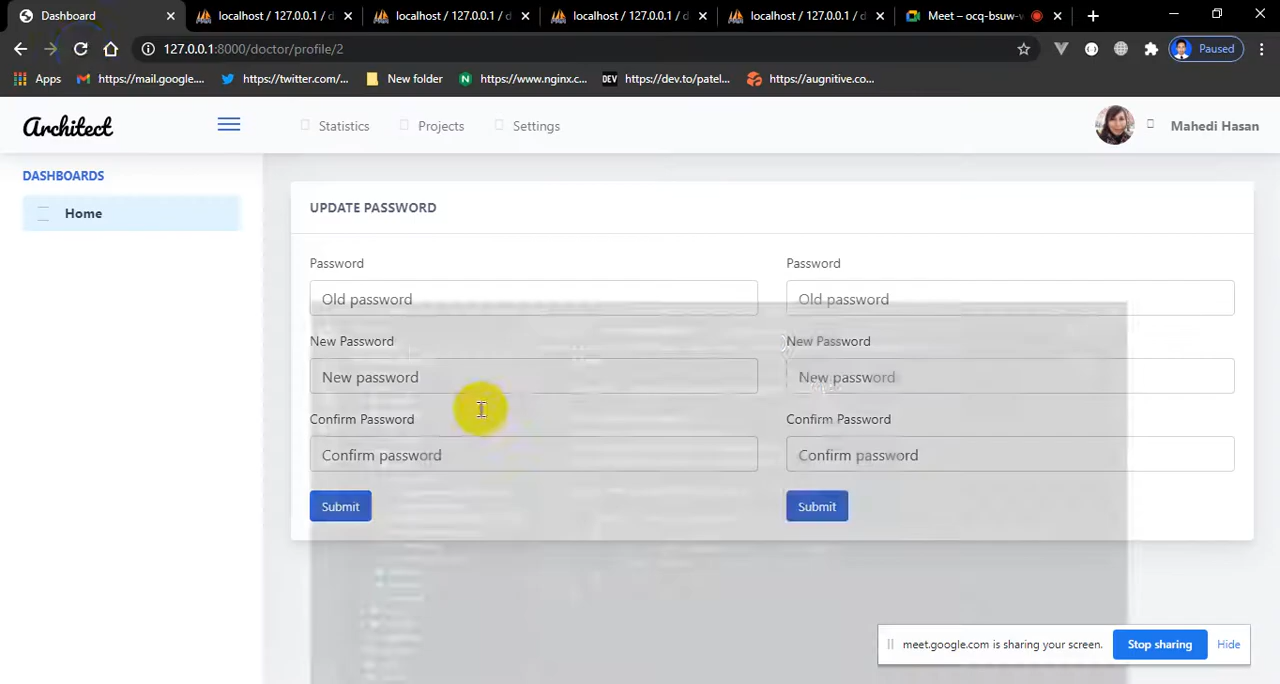 Dashboard
localhost / 127.0.0.1 / d
localhost / 127.0.0.1 / d
localhost / 127.0.0.1 / d
localhost / 127.0.0.1 / d
Meet – ocq-bsuw-
127.0.0.1:8000/doctor/profile/2
Paused
Apps
https://mail.google....
https://twitter.com/...
New folder
https://www.nginx.c...
DEV https://dev.to/patel...
https://augnitive.co...
Architect
Statistics
Projects
Settings
Mahedi Hasan
DASHBOARDS
Home
UPDATE PASSWORD
Password
Old password
New Password
New password
Confirm Password
Confirm password
Submit
Password
Old password
New Password
New password
Confirm Password
Confirm password
Submit
meet.google.com is sharing your screen.
Stop sharing
Hide